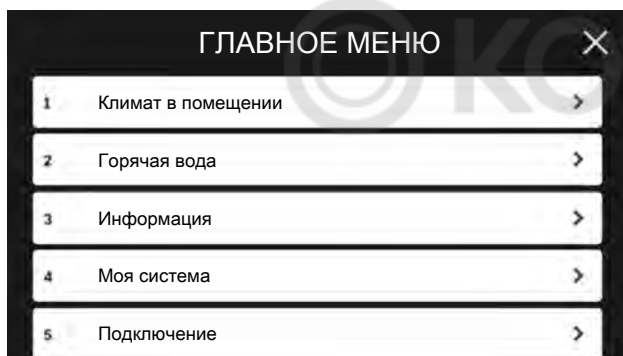 ГЛАВНОЕ МЕНЮ
1 Климат в помещении
2 Горячая вода
3 Информация
4 Моя система
5 Подключение